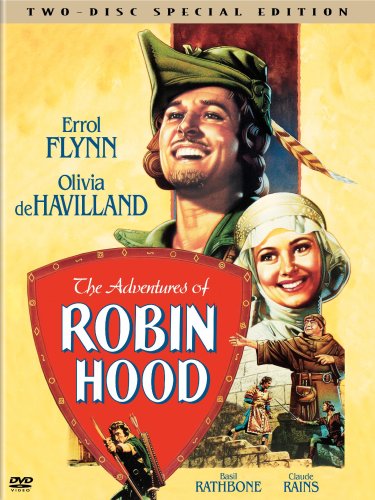 TWO-DISC SPECIAL EDITION
Errol
FLYNN
Olivia
deHAVILLAND
The Adventures of
ROBIN
HOOD
Basil
RATHBONE
Claude
RAINS
DVD
VIDEO